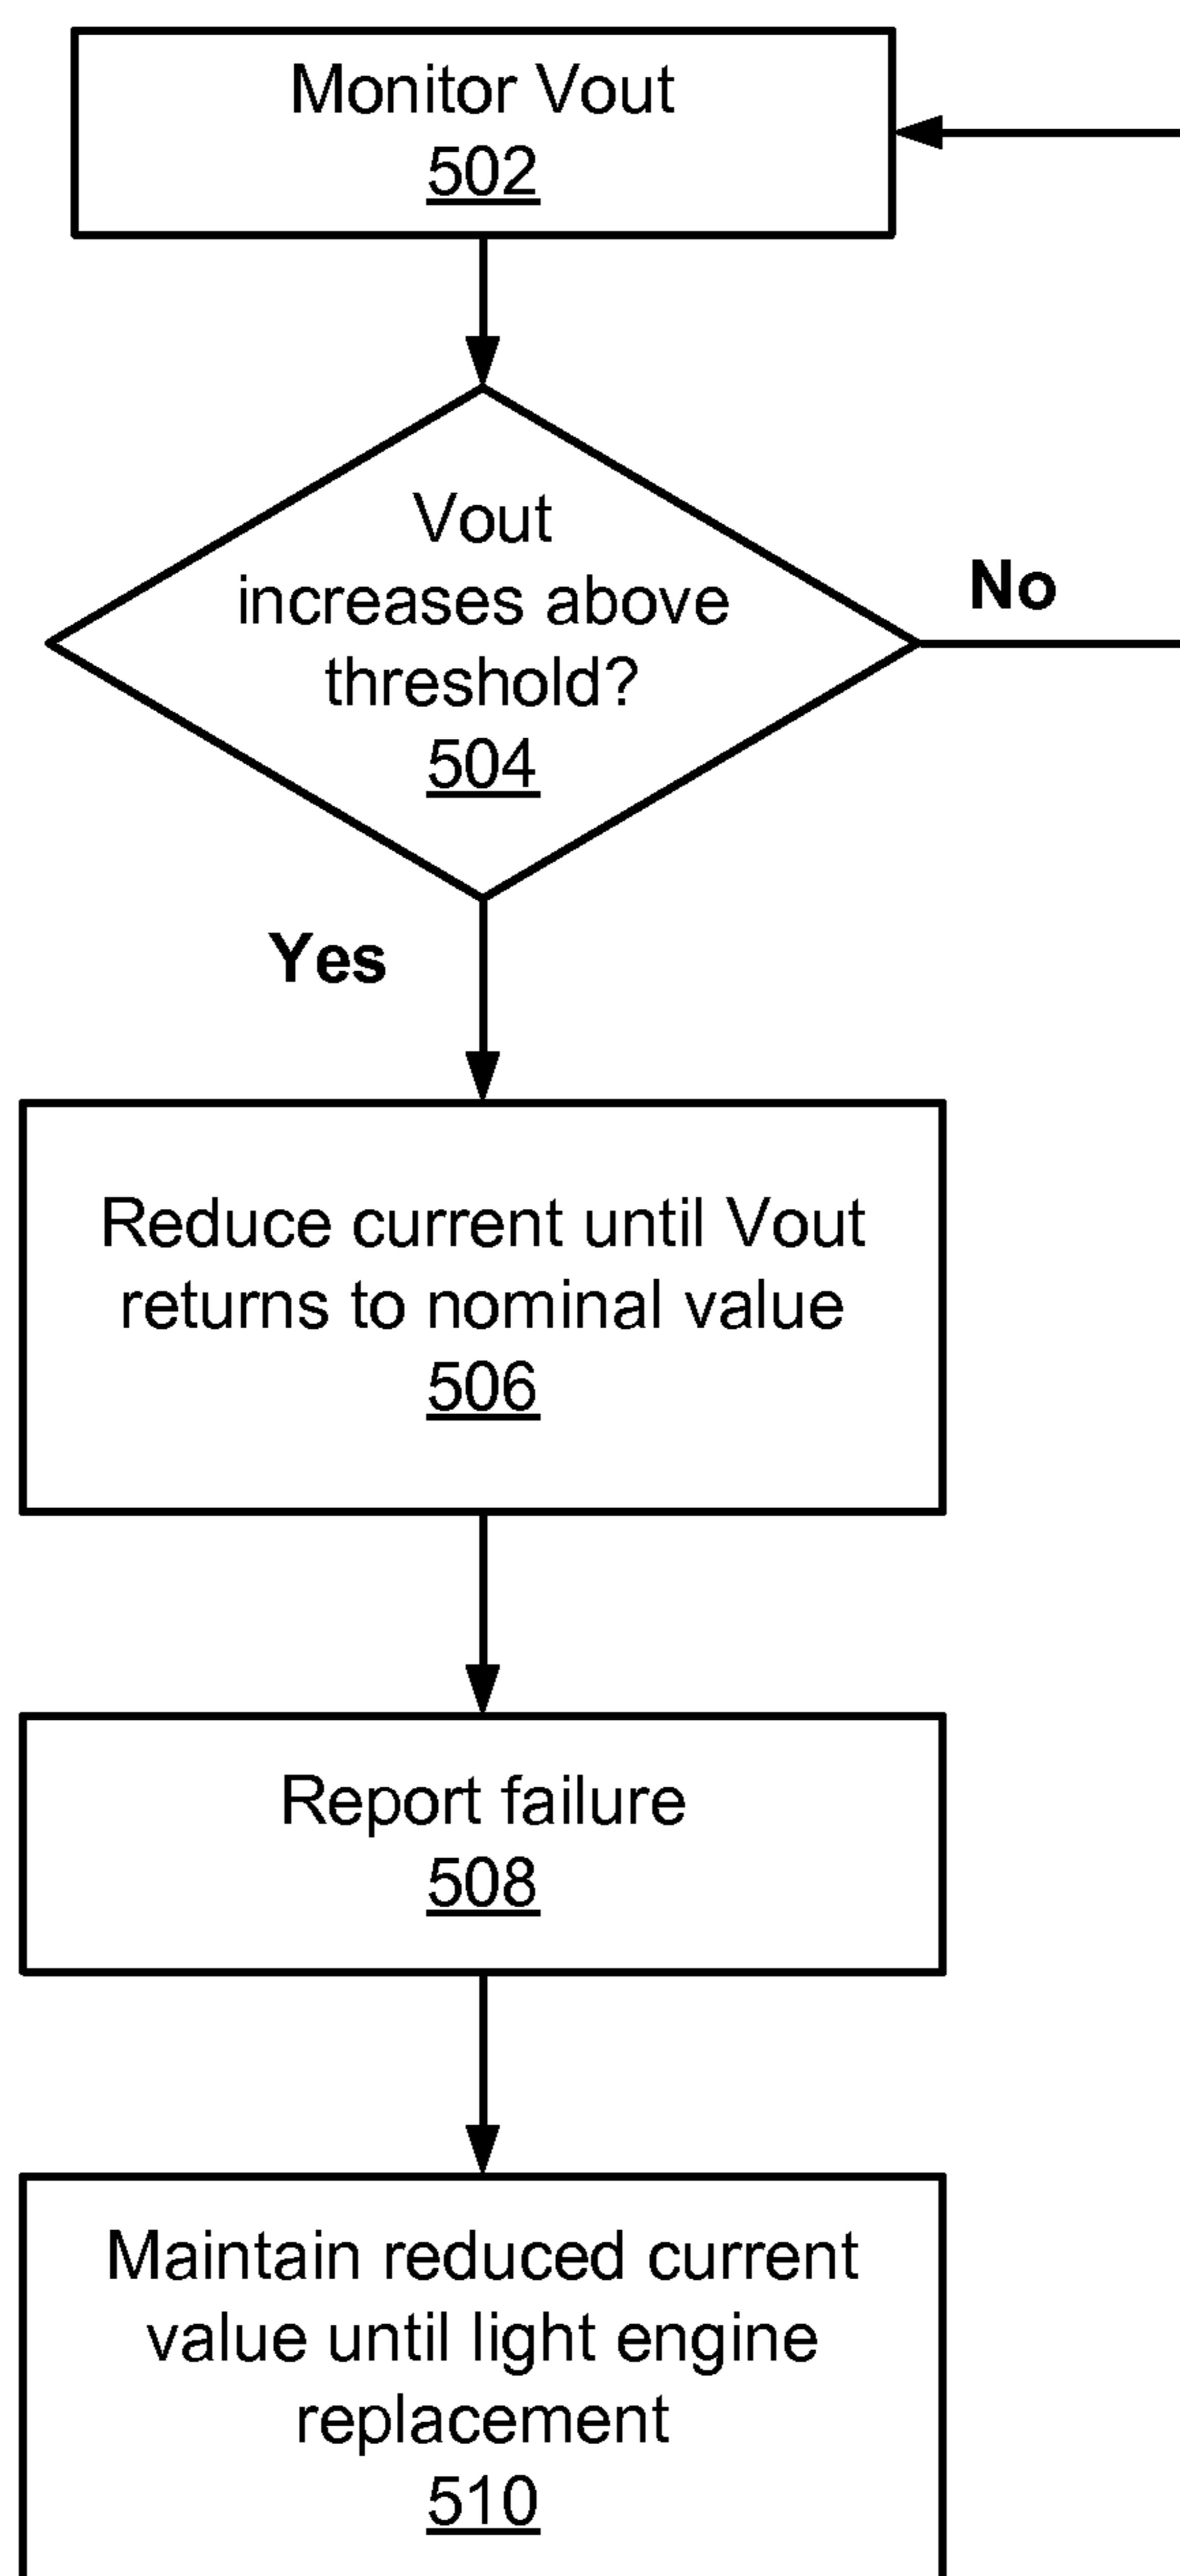 Monitor Vout
502
Vout
increases above
threshold?
504
No
Yes
Reduce current until Vout
returns to nominal value
506
Report failure
508
Maintain reduced current
value until light engine
replacement
510